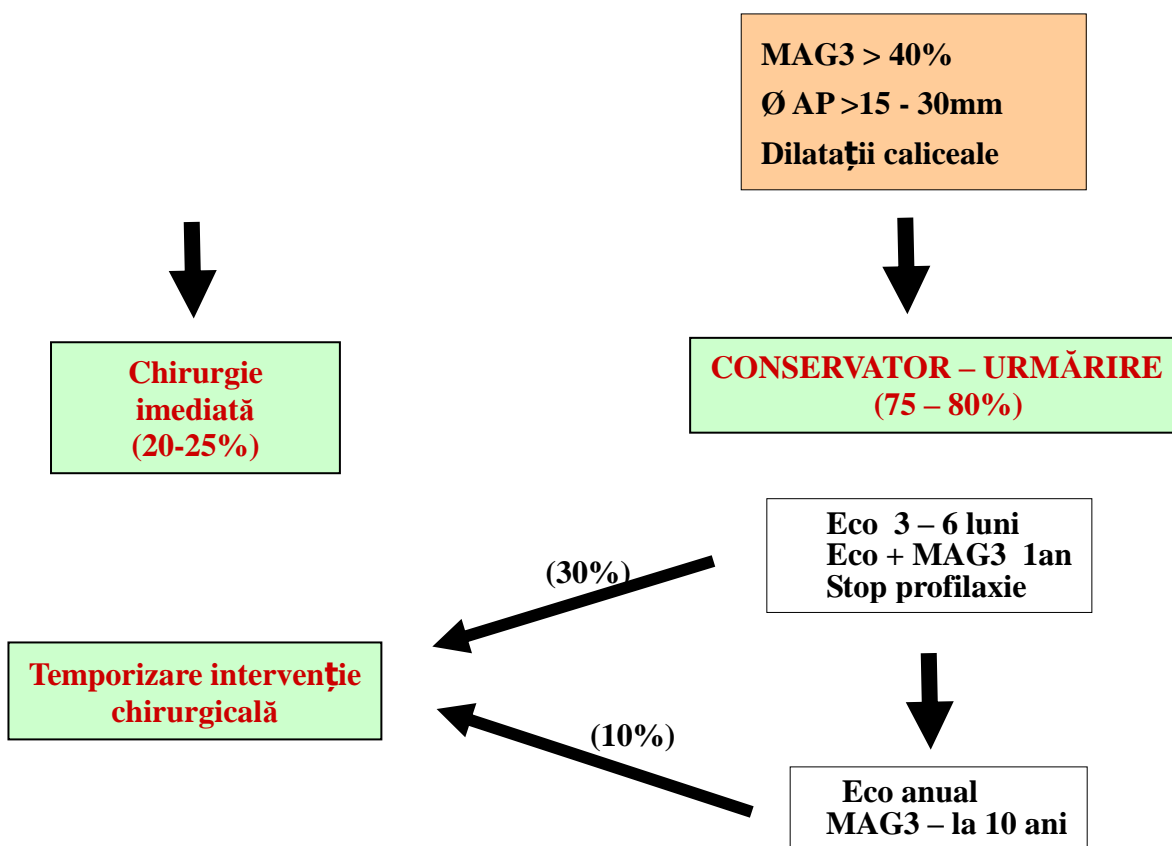 MAG3 > 40%
Ø AP >15 - 30mm
Dilatații caliceale
Chirurgie
imediată
(20-25%)
CONSERVATOR – URMĂRIRE
(75 – 80%)
Eco 3 – 6 luni
Eco + MAG3 1an
Stop profilaxie
(30%)
Temporizare intervenție
chirurgicală
(10%)
Eco anual
MAG3 – la 10 ani